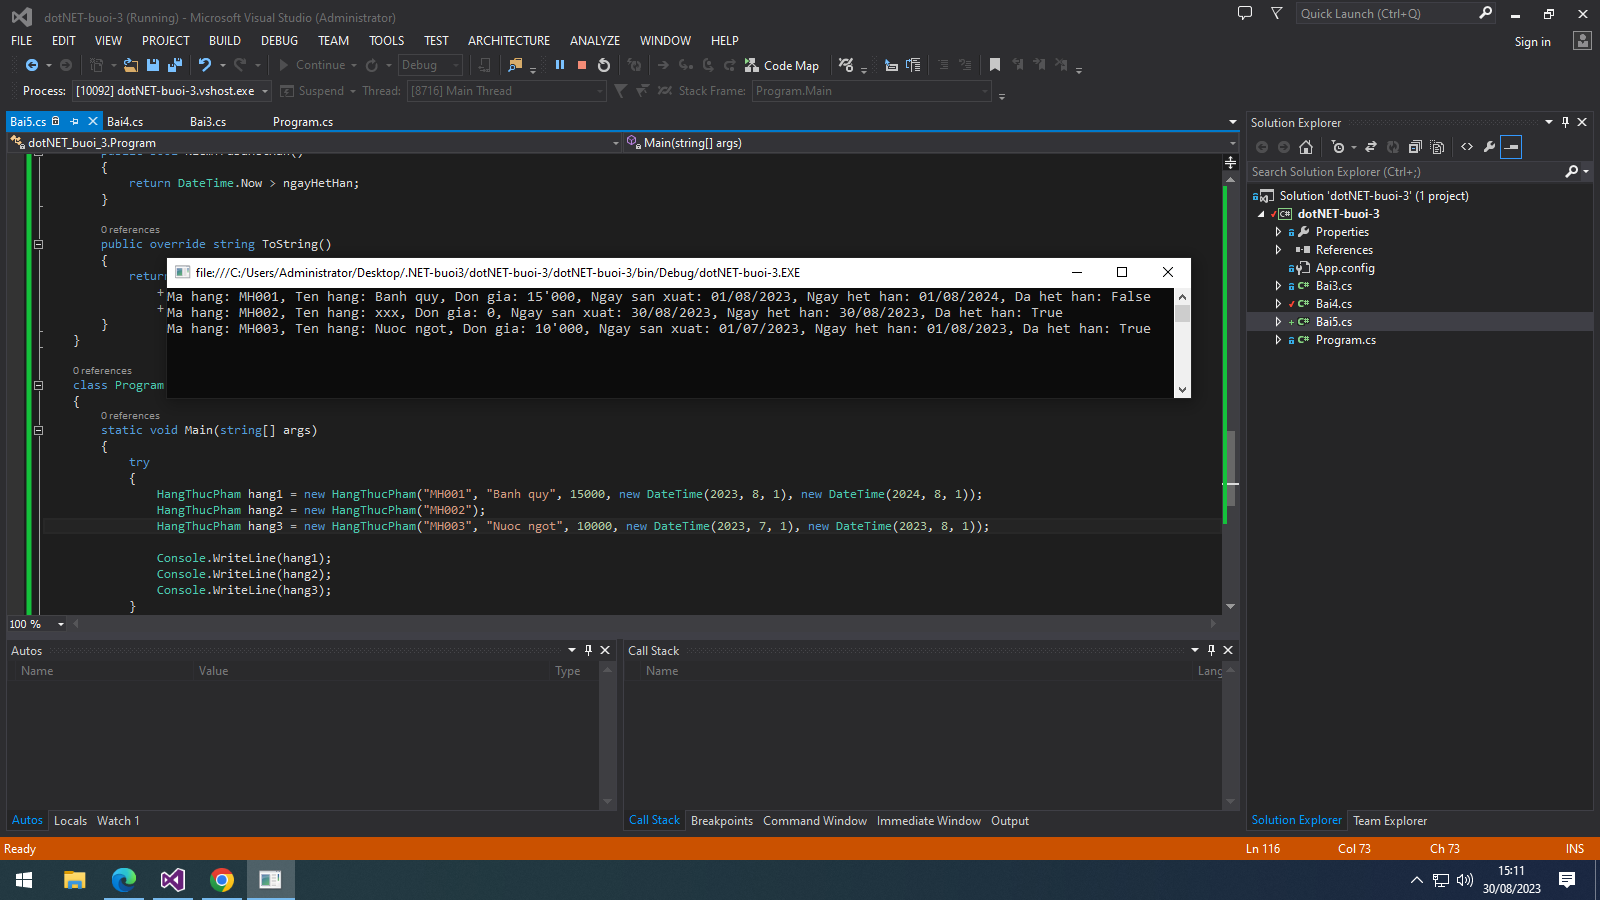 dotNET-buoi-3 (Running) - Microsoft Visual Studio (Administrator)
Quick Launch (Ctrl+Q)
FILE EDIT VIEW PROJECT BUILD DEBUG TEAM TOOLS TEST ARCHITECTURE ANALYZE WINDOW HELP
Sign in
Continue Debug Code Map
Process: [10092] dotNET-buoi-3.vshost.exe Suspend Thread: [8716] Main Thread Stack Frame: Program.Main
Bai5.cs Bai4.cs Bai3.cs Program.cs
dotNET_buoi_3.Program Main(string[] args)
{
return DateTime.Now > ngayHetHan;
}
0 references
public override string ToString()
{
return
+
+
}
}
file:///C:/Users/Administrator/Desktop/.NET-buoi3/dotNET-buoi-3/dotNET-buoi-3/bin/Debug/dotNET-buoi-3.EXE
Ma hang: MH001, Ten hang: Banh quy, Don gia: 15'000, Ngay san xuat: 01/08/2023, Ngay het han: 01/08/2024, Da het han: False
Ma hang: MH002, Ten hang: xxx, Don gia: 0, Ngay san xuat: 30/08/2023, Ngay het han: 30/08/2023, Da het han: True
Ma hang: MH003, Ten hang: Nuoc ngot, Don gia: 10'000, Ngay san xuat: 01/07/2023, Ngay het han: 01/08/2023, Da het han: True
0 references
class Program
{
0 references
static void Main(string[] args)
{
try
{
HangThucPham hang1 = new HangThucPham("MH001", "Banh quy", 15000, new DateTime(2023, 8, 1), new DateTime(2024, 8, 1));
HangThucPham hang2 = new HangThucPham("MH002");
HangThucPham hang3 = new HangThucPham("MH003", "Nuoc ngot", 10000, new DateTime(2023, 7, 1), new DateTime(2023, 8, 1));
Console.WriteLine(hang1);
Console.WriteLine(hang2);
Console.WriteLine(hang3);
}
100 %
Solution Explorer
Search Solution Explorer (Ctrl+;)
Solution 'dotNET-buoi-3' (1 project)
C# dotNET-buoi-3
Properties
References
App.config
C# Bai3.cs
C# Bai4.cs
C# Bai5.cs
C# Program.cs
Autos
Name Value Type
Autos Locals Watch 1
Call Stack
Name Lang
Call Stack Breakpoints Command Window Immediate Window Output
Solution Explorer Team Explorer
Ready Ln 116 Col 73 Ch 73 INS
15:11
30/08/2023